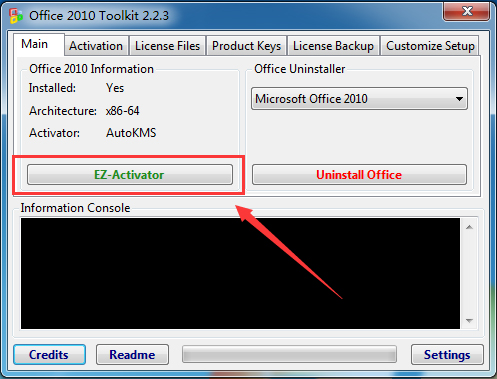 Office 2010 Toolkit 2.2.3
Main Activation License Files Product Keys License Backup Customize Setup
Office 2010 Information
Installed: Yes
Architecture: x86-64
Activator: AutoKMS
EZ-Activator
Office Uninstaller
Microsoft Office 2010
Uninstall Office
Information Console
Credits Readme Settings